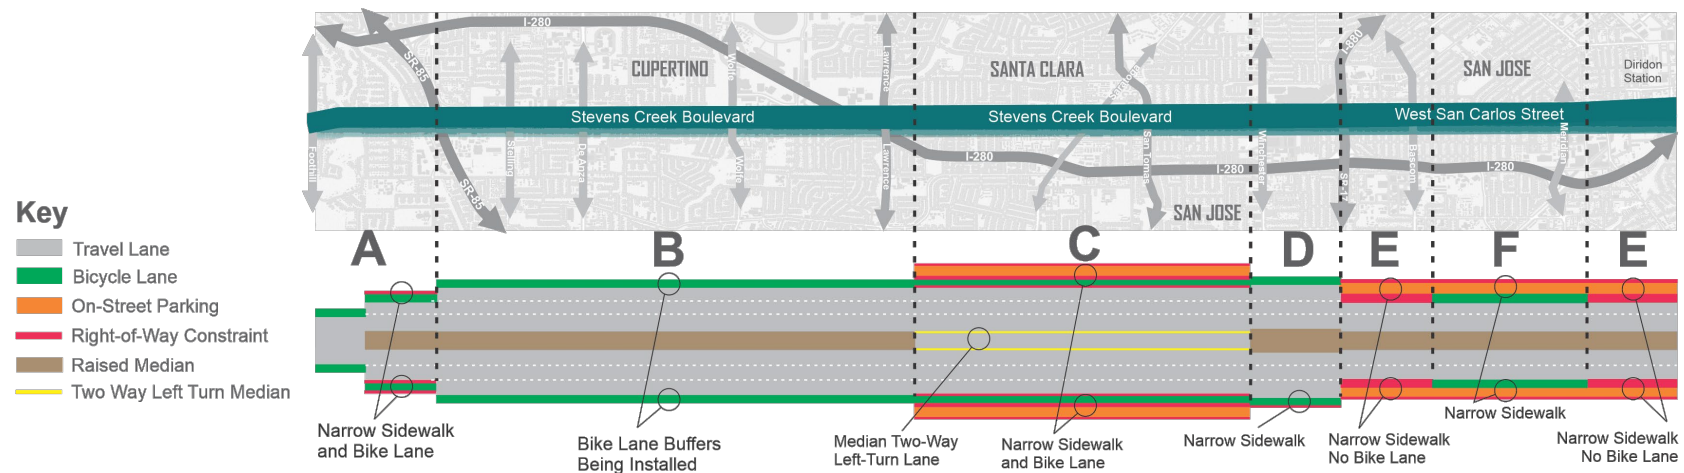 I-280
SR-85
CUPERTINO
Wolfe
Lawrence
SANTA CLARA
Saratoga
I-880
SAN JOSE
Diridon
Station
Stevens Creek Boulevard
Stevens Creek Boulevard
West San Carlos Street
Foothill
SR-85
Stelling
De Anza
Wolfe
Lawrence
I-280
San Tomas
I-280
Winchester
SR-17
Bascom
I-280
Meridian
SAN JOSE
Key
Travel Lane
Bicycle Lane
On-Street Parking
Right-of-Way Constraint
Raised Median
Two Way Left Turn Median
A
B
C
D
E
F
E
Narrow Sidewalk
and Bike Lane
Bike Lane Buffers
Being Installed
Median Two-Way
Left-Turn Lane
Narrow Sidewalk
and Bike Lane
Narrow Sidewalk
Narrow Sidewalk
No Bike Lane
Narrow Sidewalk
Narrow Sidewalk
No Bike Lane